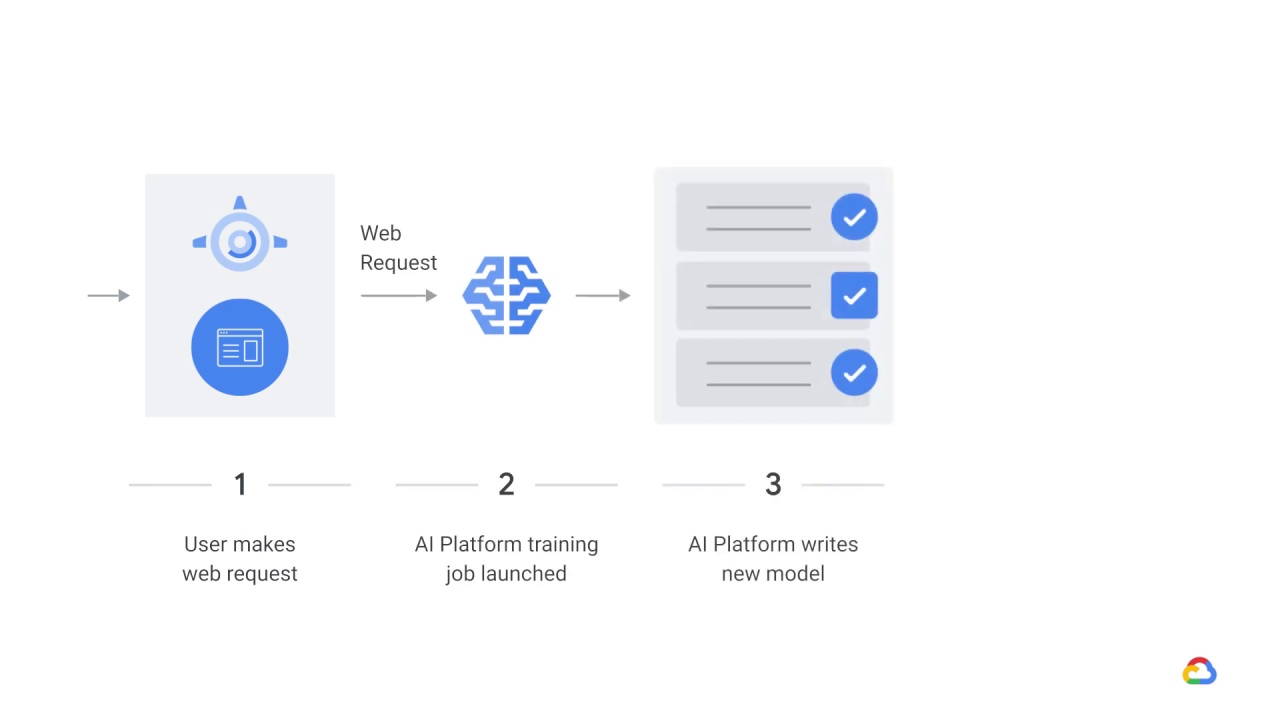 Web
Request
1
2
3
User makes
web request
AI Platform training
job launched
AI Platform writes
new model